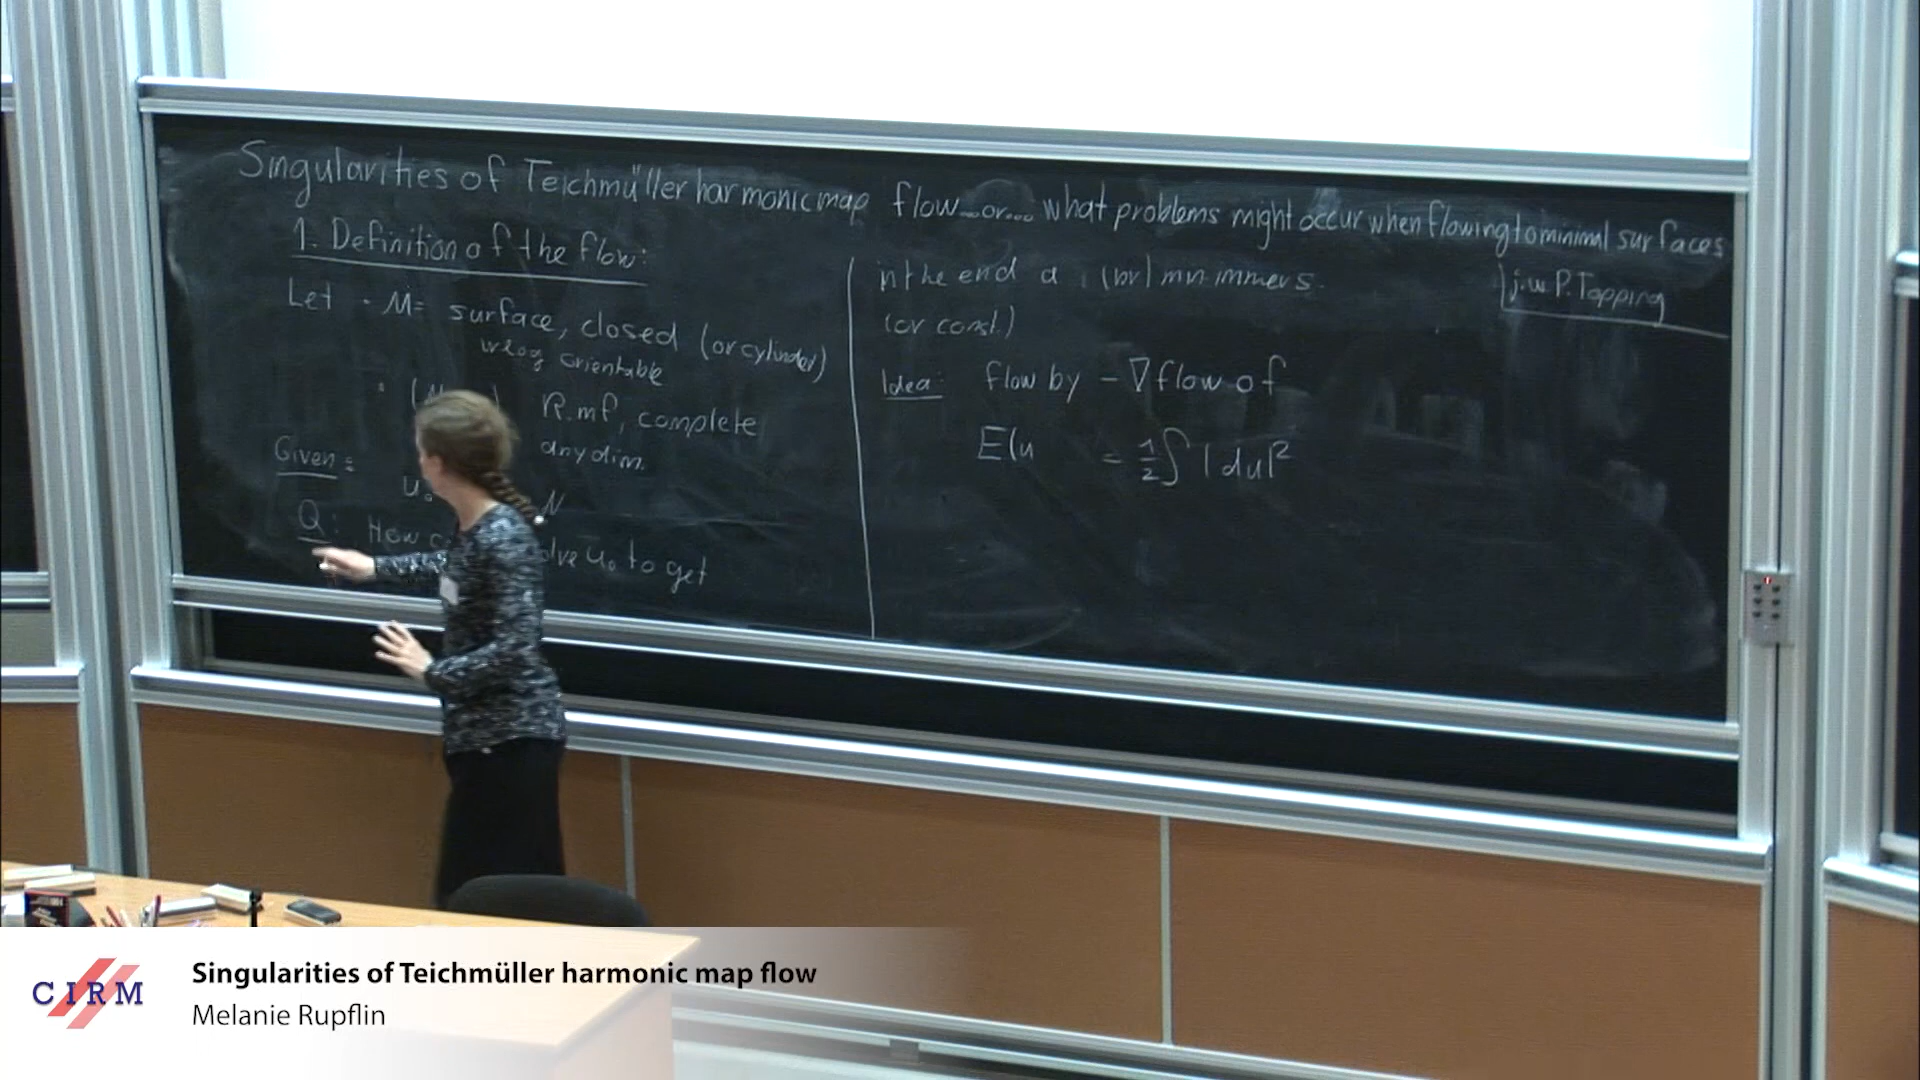 Singularities of Teichmüller harmonic map flow ... or ... what problems might occur when flowing to minimal surfaces
1. Definition of the flow:
Let · M = surface, closed (or cylinder)
wlog orientable
R.mf, complete
any dim.
Given:
u₀ N
Q: How u₀ to get
in the end a (br) min immers.
(or const.)
j.w. P. Topping
Idea: flow by - ∇ flow of
E(u = 1/2 ∫ |du|²
CIRM
Singularities of Teichmüller harmonic map flow
Melanie Rupflin